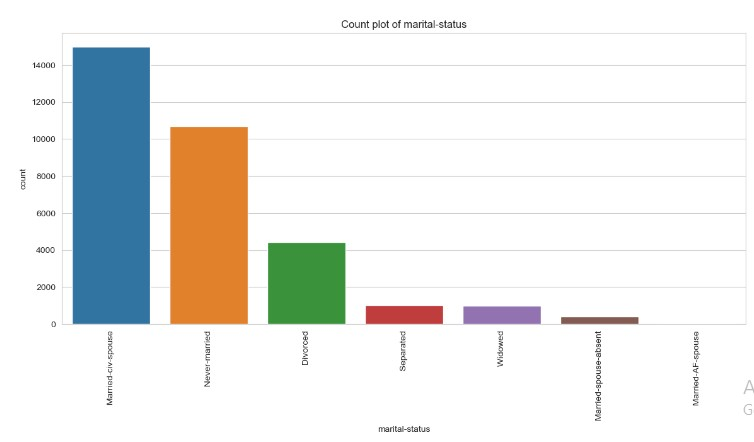 Count plot of marital-status
14000
12000
10000
8000
6000
4000
2000
0
count
Married-civ-spouse
Never-married
Divorced
Separated
Widowed
Married-spouse-absent
Married-AF-spouse
marital-status
A
G